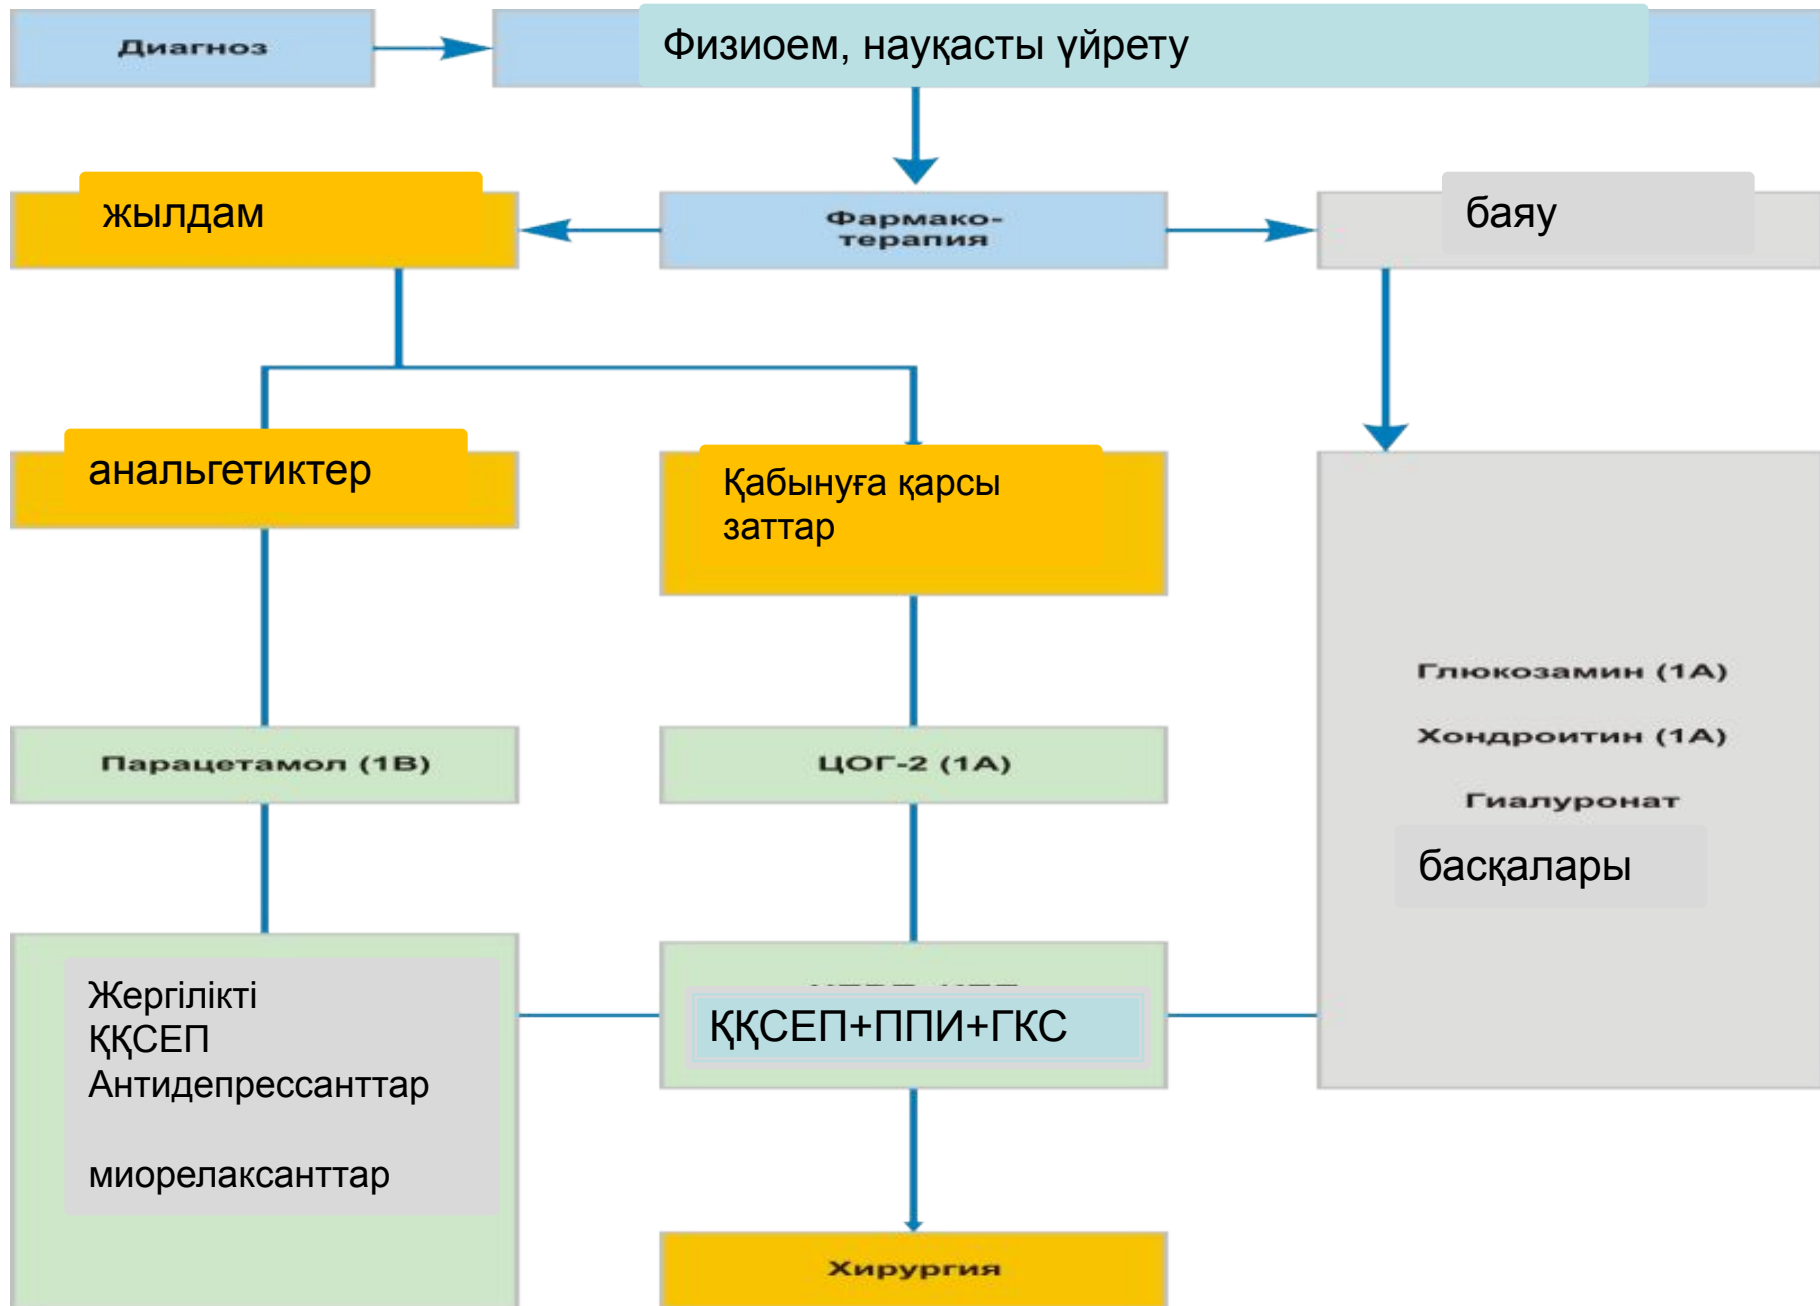 Диагноз
Физиоем, науқасты үйрету
жылдам
Фармако-
терапия
баяу
анальгетиктер
Қабынуға қарсы
заттар
Глюкозамин (1А)
Хондроитин (1А)
Гиалуронат
басқалары
Парацетамол (1В)
ЦОГ-2 (1А)
Жергілікті
ҚҚСЕП
Антидепрессанттар
миорелаксанттар
ҚҚСЕП+ППИ+ГКС
Хирургия